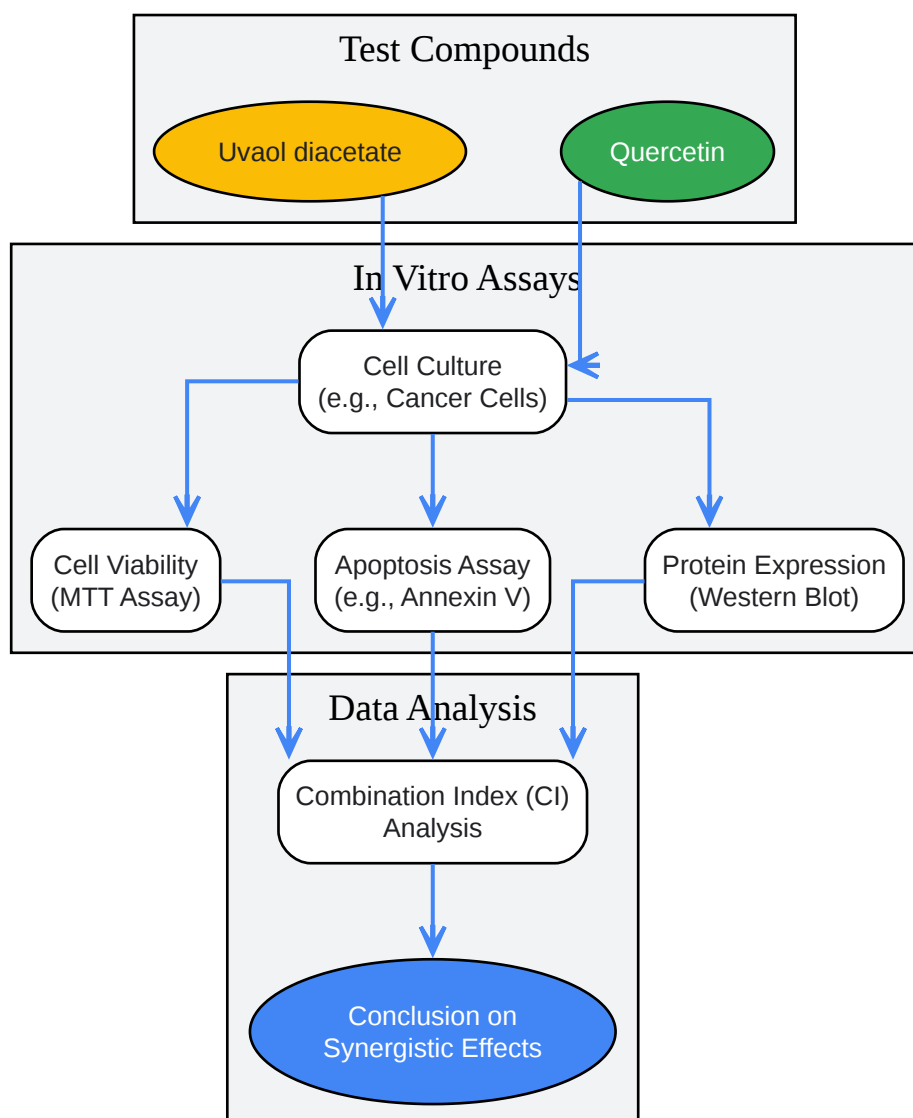 Test Compounds
Uvaol diacetate
Quercetin
In Vitro Assays
Cell Culture
(e.g., Cancer Cells)
Cell Viability
(MTT Assay)
Apoptosis Assay
(e.g., Annexin V)
Protein Expression
(Western Blot)
Data Analysis
Combination Index (CI)
Analysis
Conclusion on
Synergistic Effects